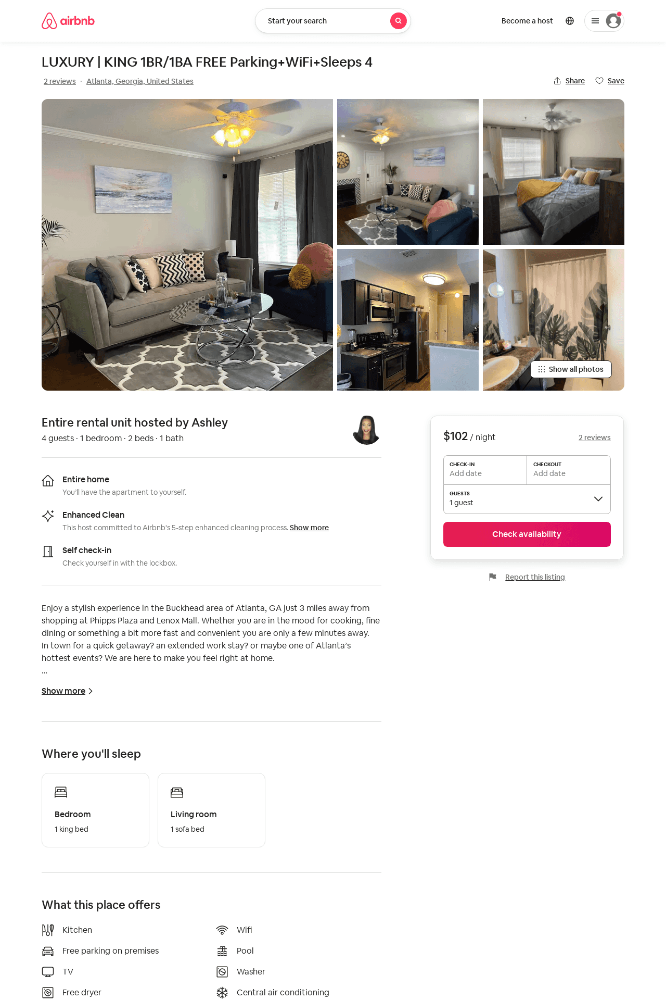 airbnb
Start your search
Become a host
LUXURY | KING 1BR/1BA FREE Parking+WiFi+Sleeps 4
2 reviews · Atlanta, Georgia, United States
Share
Save
Show all photos
Entire rental unit hosted by Ashley
4 guests · 1 bedroom · 2 beds · 1 bath
Entire home
You’ll have the apartment to yourself.
Enhanced Clean
This host committed to Airbnb's 5-step enhanced cleaning process. Show more
Self check-in
Check yourself in with the lockbox.
$102 / night
2 reviews
CHECK-IN
Add date
CHECKOUT
Add date
GUESTS
1 guest
Check availability
Report this listing
Enjoy a stylish experience in the Buckhead area of Atlanta, GA just 3 miles away from
shopping at Phipps Plaza and Lenox Mall. Whether you are in the mood for cooking, fine
dining or something a bit more fast and convenient you are only a few minutes away.
In town for a quick getaway? an extended work stay? or maybe one of Atlanta’s
hottest events? We are here to make you feel right at home.
...
Show more
Where you'll sleep
Bedroom
1 king bed
Living room
1 sofa bed
What this place offers
Kitchen
Wifi
Free parking on premises
Pool
TV
Washer
Free dryer
Central air conditioning